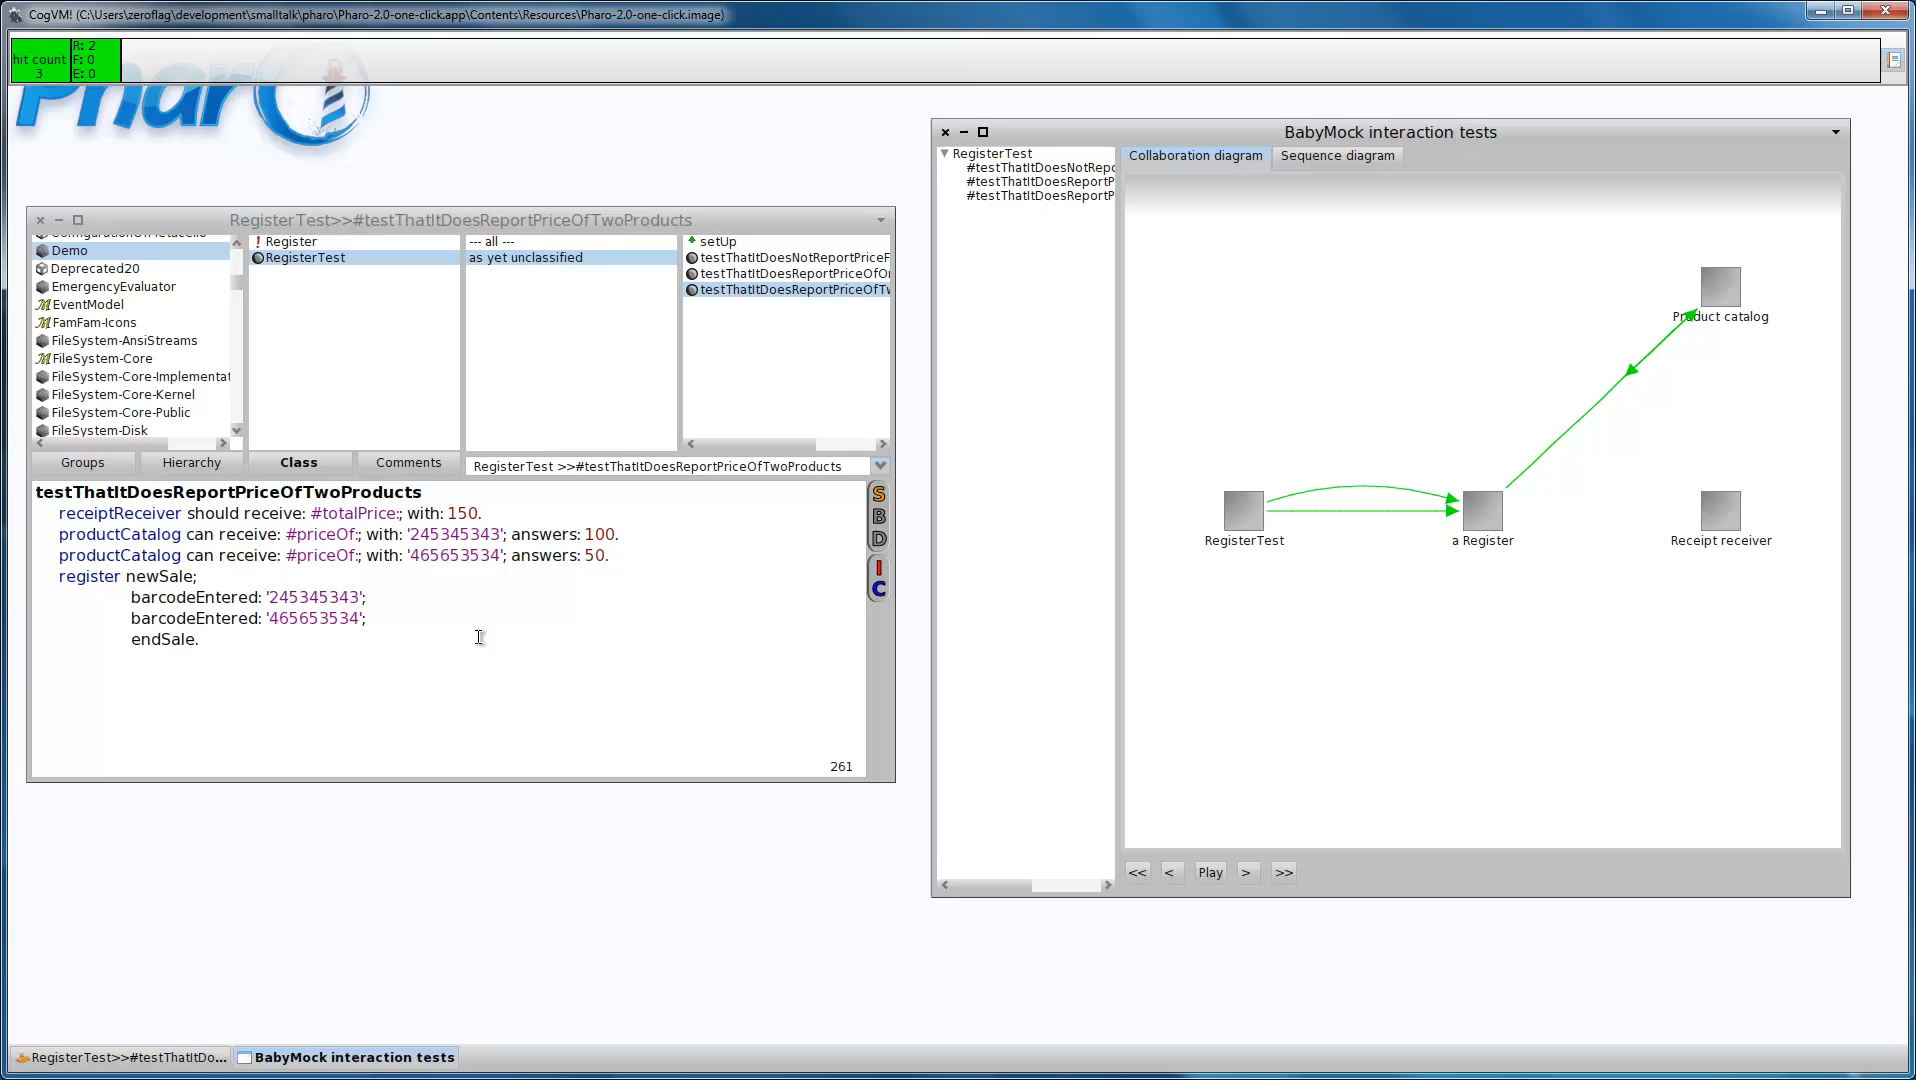 CogVM! (C:\Users\zeroflag\development\smalltalk\pharo\Pharo-2.0-one-click.app\Contents\Resources\Pharo-2.0-one-click.image)
hit count
3
R: 2
F: 0
E: 0
Pharo
RegisterTest>>#testThatItDoesReportPriceOfTwoProducts
Demo
Deprecated20
EmergencyEvaluator
EventModel
FamFam-Icons
FileSystem-AnsiStreams
FileSystem-Core
FileSystem-Core-Implementat
FileSystem-Core-Kernel
FileSystem-Core-Public
FileSystem-Disk
! Register
RegisterTest
--- all ---
as yet unclassified
setUp
testThatItDoesNotReportPriceF
testThatItDoesReportPriceOfO
testThatItDoesReportPriceOfTw
Groups
Hierarchy
Class
Comments
RegisterTest >>#testThatItDoesReportPriceOfTwoProducts
testThatItDoesReportPriceOfTwoProducts
receiptReceiver should receive: #totalPrice:; with: 150.
productCatalog can receive: #priceOf:; with: '245345343'; answers: 100.
productCatalog can receive: #priceOf:; with: '465653534'; answers: 50.
register newSale;
barcodeEntered: '245345343';
barcodeEntered: '465653534';
endSale.
261
S
B
D
I
C
BabyMock interaction tests
RegisterTest
#testThatItDoesNotRepo
#testThatItDoesReportP
#testThatItDoesReportP
Collaboration diagram
Sequence diagram
Product catalog
RegisterTest
a Register
Receipt receiver
<<
<
Play
>
>>
RegisterTest>>#testThatItDo...
BabyMock interaction tests